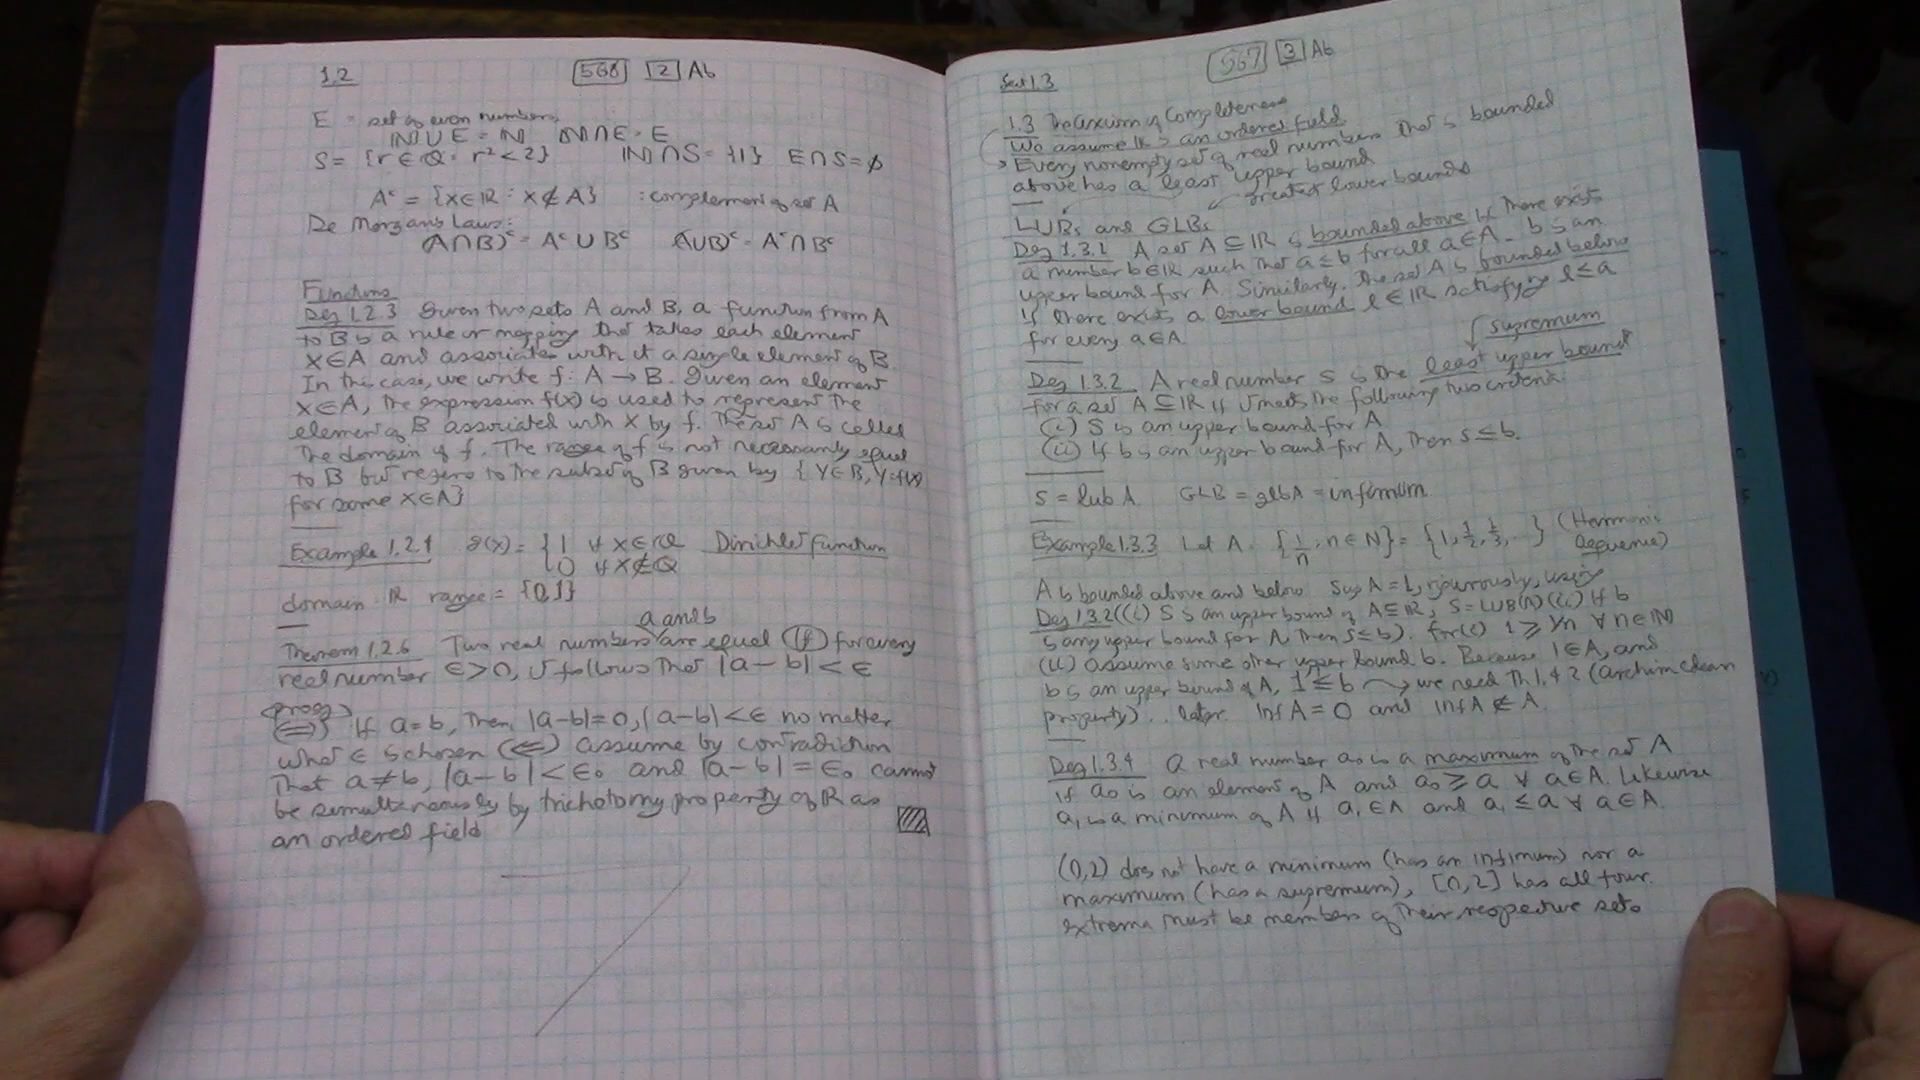 1.2 568 2 Ab
E = set of even numbers
ℕ ∪ E = ℕ ℕ ∩ E = E
S = {r ∈ ℚ : r² < 2} ℕ ∩ S = {1} E ∩ S = ∅
Aᶜ = {x ∈ ℝ : x ∉ A} : complement of set A
De Morgan's Laws:
(A∩B)ᶜ = Aᶜ ∪ Bᶜ (A∪B)ᶜ = Aᶜ ∩ Bᶜ
Functions
Def 1.2.3 Given two sets A and B, a function from A
to B is a rule or mapping that takes each element
x∈A and associates with it a single element of B.
In this case, we write f: A → B. Given an element
x∈A, the expression f(x) is used to represent the
element of B associated with x by f. The set A is called
the domain of f. The range of f is not necessarily equal
to B but refers to the subset of B given by {y∈B, y=f(x)
for some x∈A}
Example 1.2.4 g(x) = { 1 ∀ x∈ℚ Dirichlet function
0 ∀ x∉ℚ
domain ℝ range = {0,1}
a and b
Theorem 1.2.6 Two real numbers are equal iff for every
real number ε>0, it follows that |a-b| < ε
(proof)
(⇒) If a=b, then |a-b|=0, |a-b|<ε no matter
what ε is chosen (⇐) assume by contradiction
that a≠b, |a-b|<ε₀ and |a-b|=ε₀ cannot
be simultaneously by trichotomy property of ℝ as
an ordered field
Sect 1.3 567 3 Ab
1.3 The Axiom of Completeness
We assume ℝ is an ordered field
Every nonempty set of real numbers that is bounded
above has a least upper bound
greatest lower bounds
LUBs and GLBs
Def 1.3.1 A set A ⊆ ℝ is bounded above if there exists
a number b∈ℝ such that a≤b for all a∈A. b is an
upper bound for A. Similarly, the set A is bounded below
if there exists a lower bound l∈ℝ satisfying l≤a
for every a∈A.
supremum
Def 1.3.2 A real number s is the least upper bound
for a set A⊆ℝ if it meets the following two criteria:
(i) S is an upper bound for A
(ii) If b is an upper bound for A, then s≤b.
S = lub A GLB = glb A = infimum
Example 1.3.3 Let A = {1/n, n∈N} = {1, 1/2, 1/3, } (Harmonic
sequence)
A is bounded above and below Sup A = 1, rigourously, using
Def 1.3.2 ((i) S is an upper bound of A⊆ℝ, S=LUB(A) (ii) If b
is any upper bound for A then s≤b). for (i) 1 ≥ 1/n ∀ n∈ℕ
(ii) assume some other upper bound b. Because 1∈A, and
b is an upper bound of A, 1≤b → we need Th 1.4.2 (archimedean
property)... later. inf A = 0 and inf A ∉ A.
Def 1.3.4 A real number a₀ is a maximum of the set A
if a₀ is an element of A and a₀ ≥ a ∀ a∈A. Likewise
a₁ is a minimum of A if a₁∈A and a₁ ≤ a ∀ a∈A.
(0,2) does not have a minimum (has an infimum) nor a
maximum (has a supremum), [0,2] has all four.
extrema must be members of their respective sets